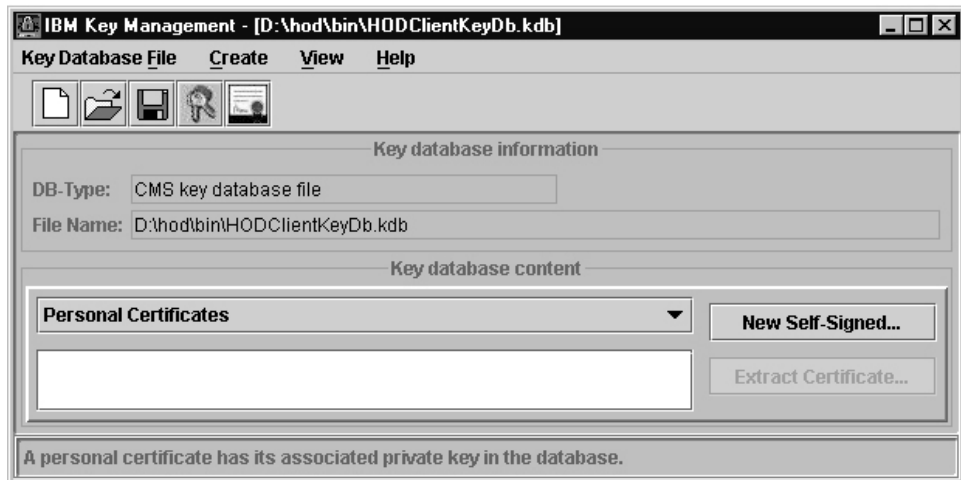 IBM Key Management - [D:\hod\bin\HODClientKeyDb.kdb]
Key Database File Create View Help
Key database information
DB-Type: CMS key database file
File Name: D:\hod\bin\HODClientKeyDb.kdb
Key database content
Personal Certificates
New Self-Signed...
Extract Certificate...
A personal certificate has its associated private key in the database.